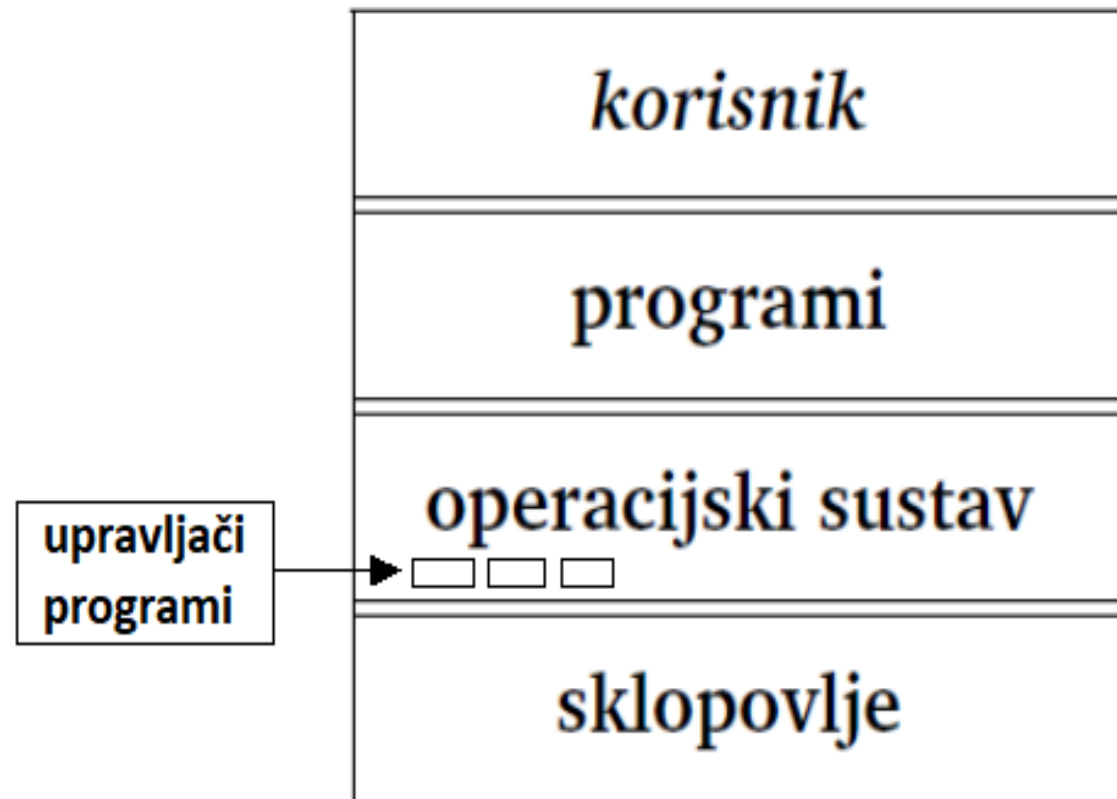 korisnik
programi
operacijski sustav
upravljači
programi
sklopovlje